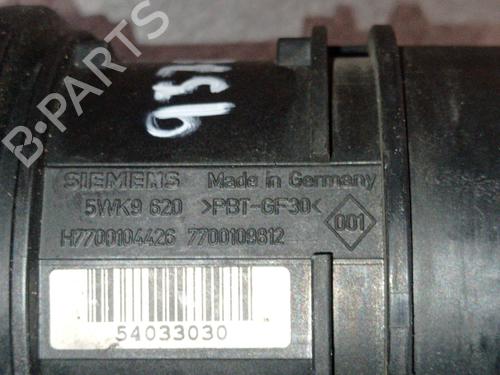 B-PARTS
SIEMENS Made in Germany
5WK9 620 >PBT-GF30<
001
H7700104426 7700109812
54033030